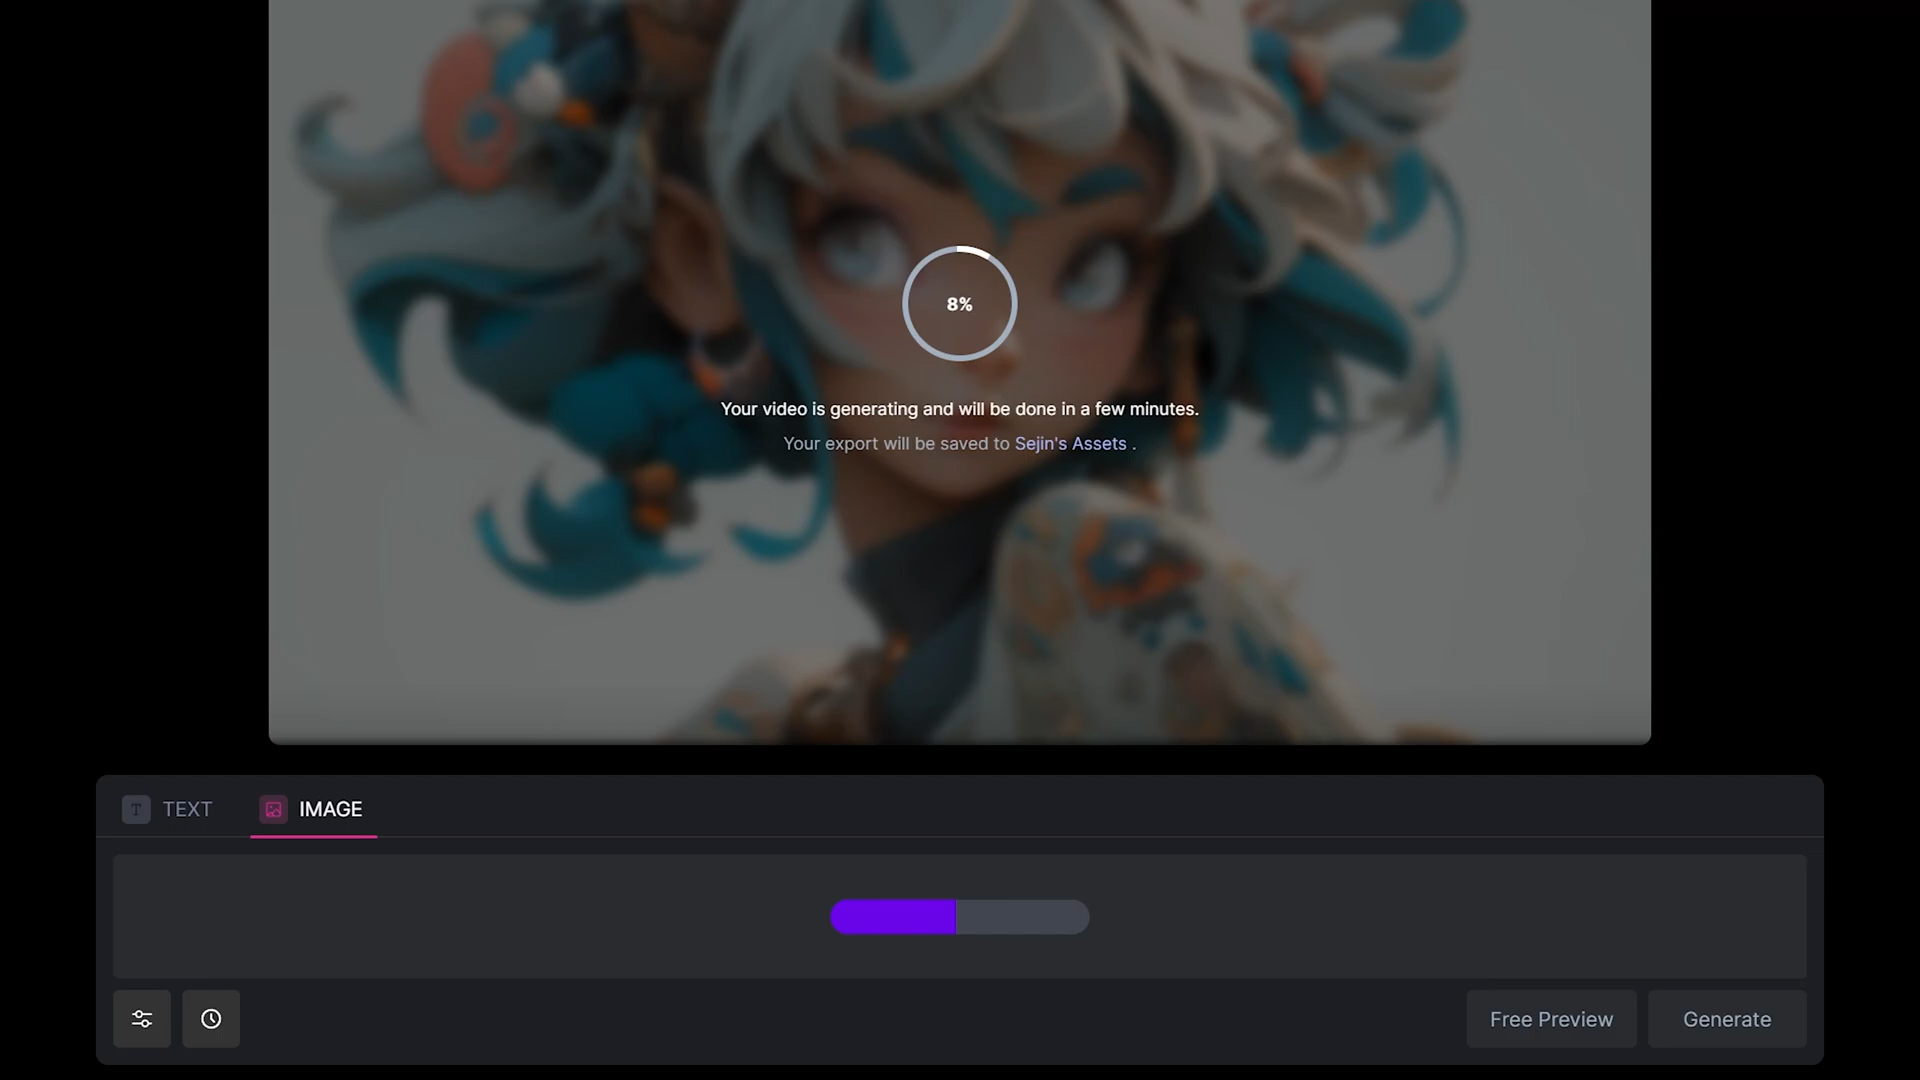 8%
Your video is generating and will be done in a few minutes.
Your export will be saved to Sejin's Assets .
T TEXT
IMAGE
Free Preview
Generate